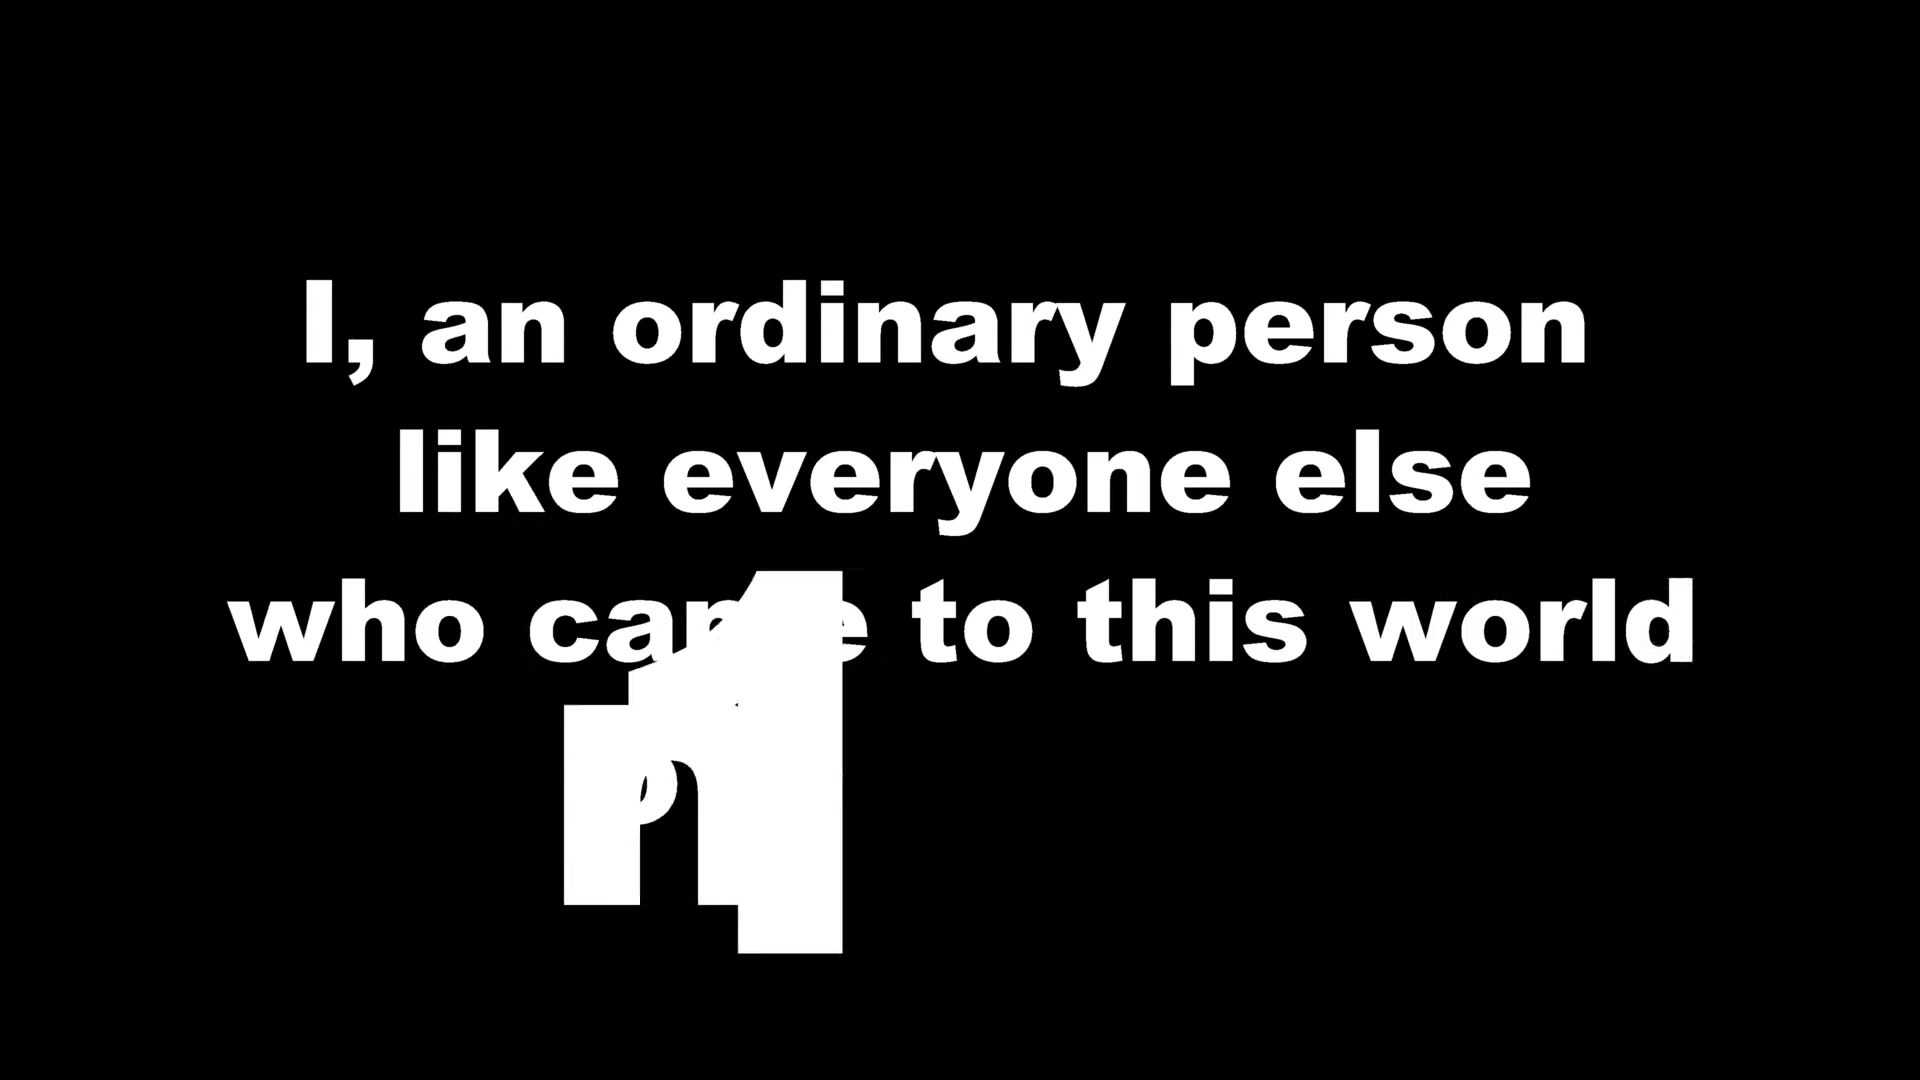 I, an ordinary person
like everyone else
who came to this world